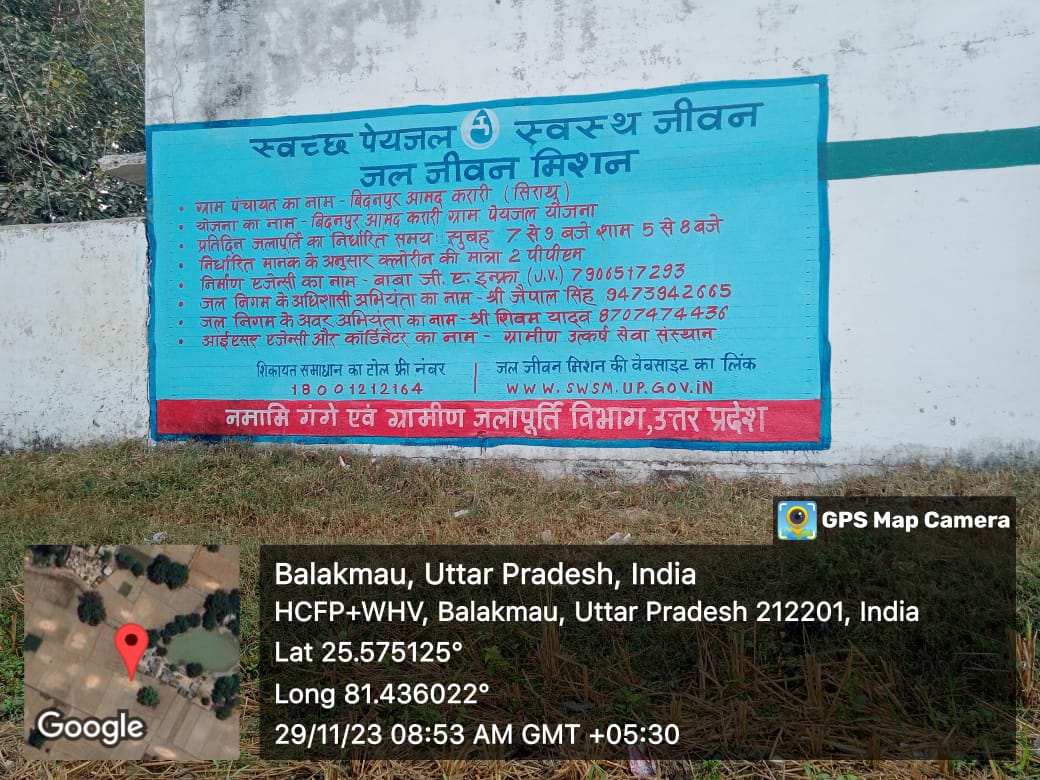 स्वच्छ पेयजल स्वस्थ जीवन
जल जीवन मिशन
• ग्राम पंचायत का नाम - बिदनपुर आमद करारी (सिराथू)
• योजना का नाम - बिदनपुर आमद करारी ग्राम पेयजल योजना
• प्रतिदिन जलापूर्ति का निर्धारित समय: सुबह 7 से 9 बजे शाम 5 से 8 बजे
• निर्धारित मानक के अनुसार क्लोरीन की मात्रा 2 पीपीएम
• निर्माण एजेन्सी का नाम - बाबा जी. ए. इन्फ्रा (J.V.) 7906517293
• जल निगम के अधिशासी अभियंता का नाम - श्री जैपाल सिंह 9473942665
• जल निगम के अवर अभियंता का नाम - श्री शिवम यादव 8707474436
• आईएसए एजेन्सी और कॉर्डिनेटर का नाम - ग्रामीण उत्कर्ष सेवा संस्थान
शिकायत समाधान का टोल फ्री नंबर
18001212164
जल जीवन मिशन की वेबसाइट का लिंक
WWW.SWSM.UP.GOV.IN
नमामि गंगे एवं ग्रामीण जलापूर्ति विभाग, उत्तर प्रदेश
GPS Map Camera
Balakmau, Uttar Pradesh, India
HCFP+WHV, Balakmau, Uttar Pradesh 212201, India
Lat 25.575125°
Long 81.436022°
29/11/23 08:53 AM GMT +05:30
Google